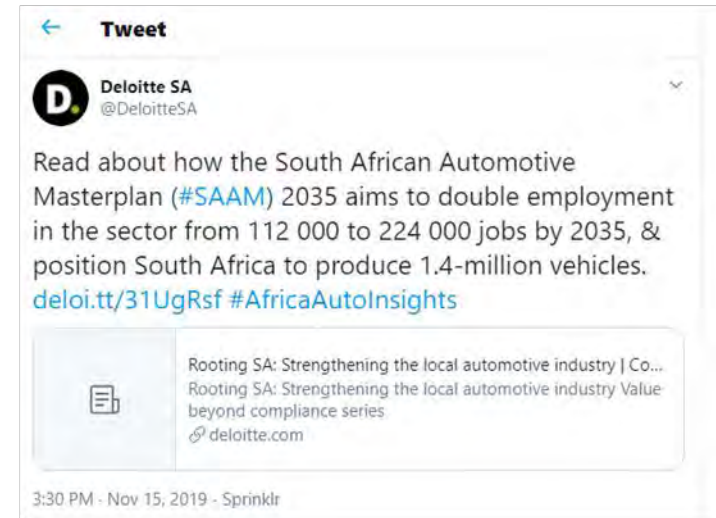 Tweet
D.
Deloitte SA
@DeloitteSA
Read about how the South African Automotive
Masterplan (#SAAM) 2035 aims to double employment
in the sector from 112 000 to 224 000 jobs by 2035, &
position South Africa to produce 1.4-million vehicles.
deloi.tt/31UgRsf #AfricaAutoInsights
Rooting SA: Strengthening the local automotive industry | Co...
Rooting SA: Strengthening the local automotive industry Value
beyond compliance series
deloitte.com
3:30 PM · Nov 15, 2019 · Sprinklr